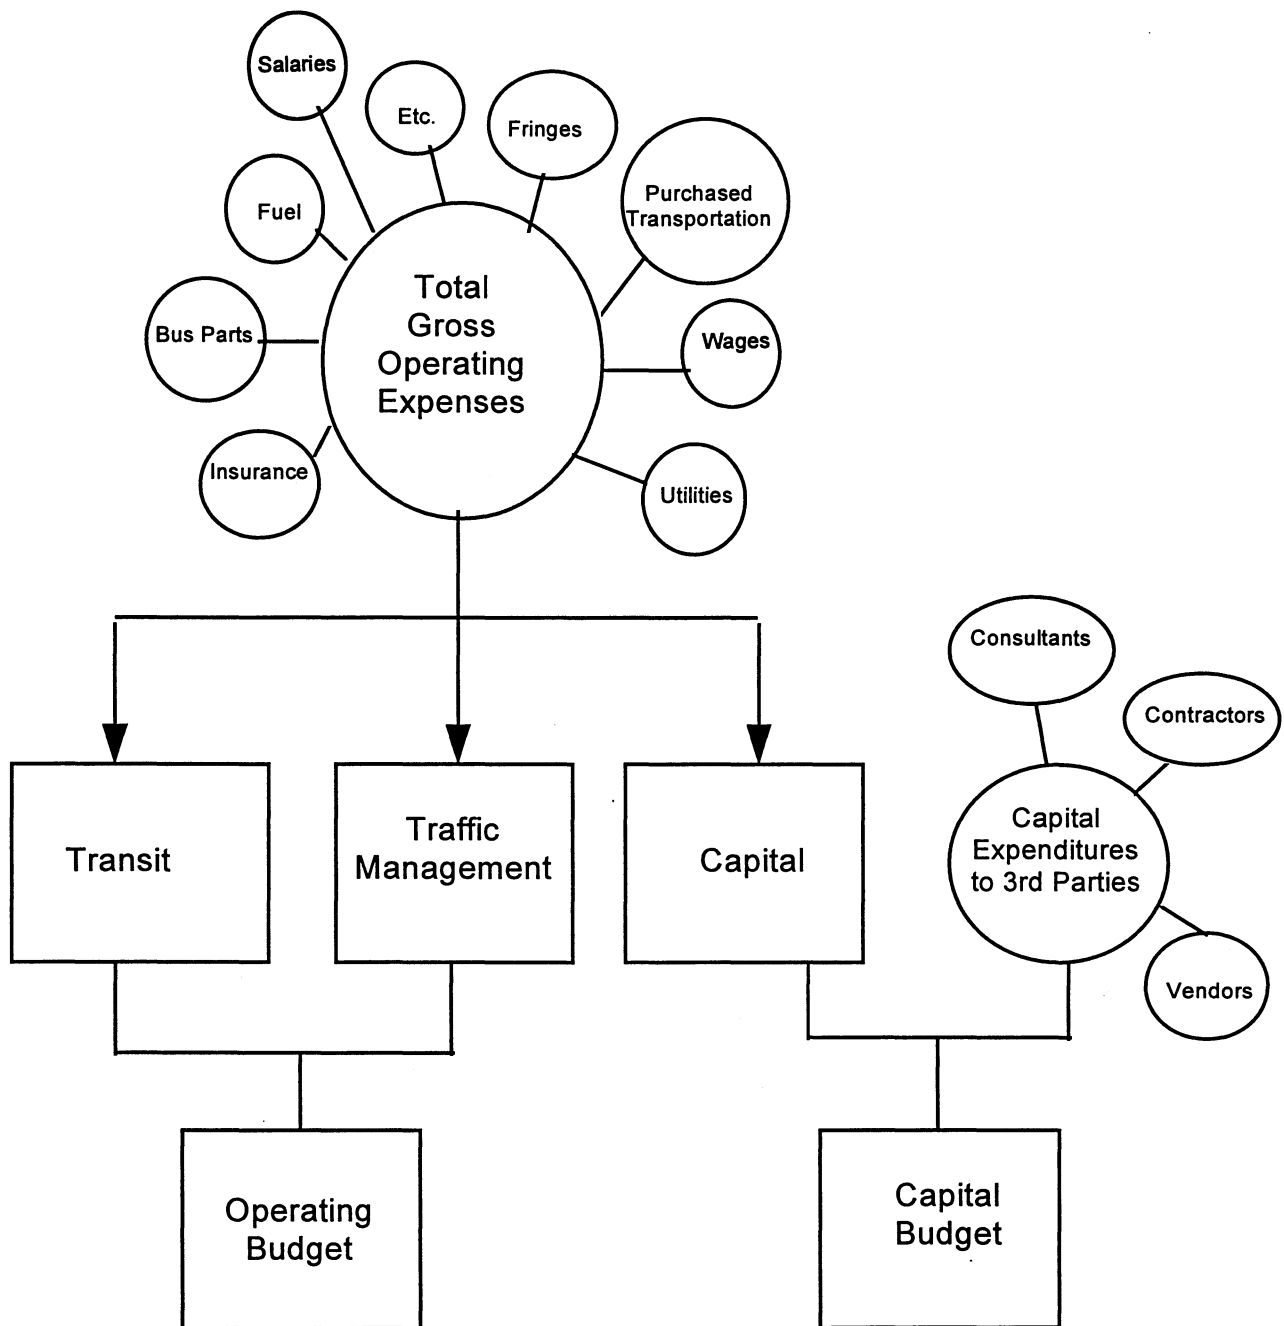 Salaries
Etc.
Fringes
Purchased
Transportation
Fuel
Total
Gross
Operating
Expenses
Bus Parts
Wages
Insurance
Utilities
Consultants
Contractors
Transit
Traffic
Management
Capital
Capital
Expenditures
to 3rd Parties
Vendors
Operating
Budget
Capital
Budget